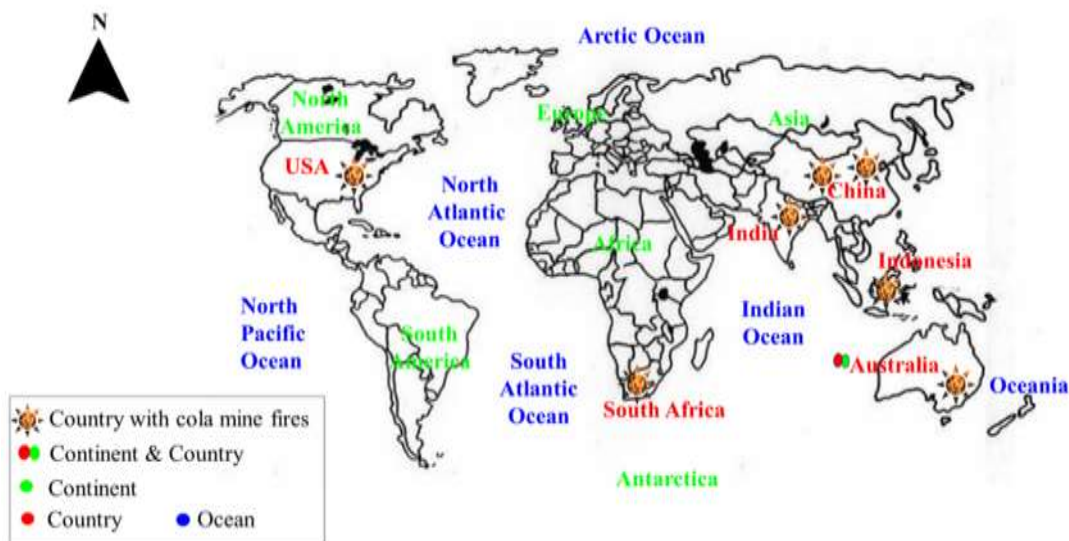 N
Arctic Ocean
North
America
Europe
Asia
USA
China
North
Atlantic
Ocean
India
Africa
Indonesia
North
Pacific
Ocean
South
America
Indian
Ocean
South
Atlantic
Ocean
Australia
Oceania
South Africa
Antarctica
Country with cola mine fires
Continent & Country
Continent
Country
Ocean